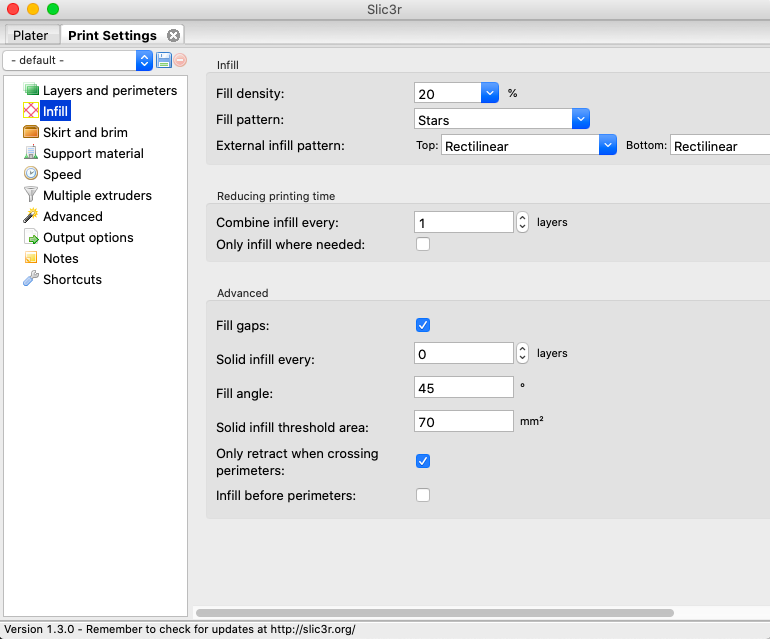 Slic3r
Plater
Print Settings
- default -
Layers and perimeters
Infill
Skirt and brim
Support material
Speed
Multiple extruders
Advanced
Output options
Notes
Shortcuts
Infill
Fill density: 20 %
Fill pattern: Stars
External infill pattern: Top: Rectilinear Bottom: Rectilinear
Reducing printing time
Combine infill every: 1 layers
Only infill where needed:
Advanced
Fill gaps:
Solid infill every: 0 layers
Fill angle: 45 °
Solid infill threshold area: 70 mm²
Only retract when crossing
perimeters:
Infill before perimeters:
Version 1.3.0 - Remember to check for updates at http://slic3r.org/